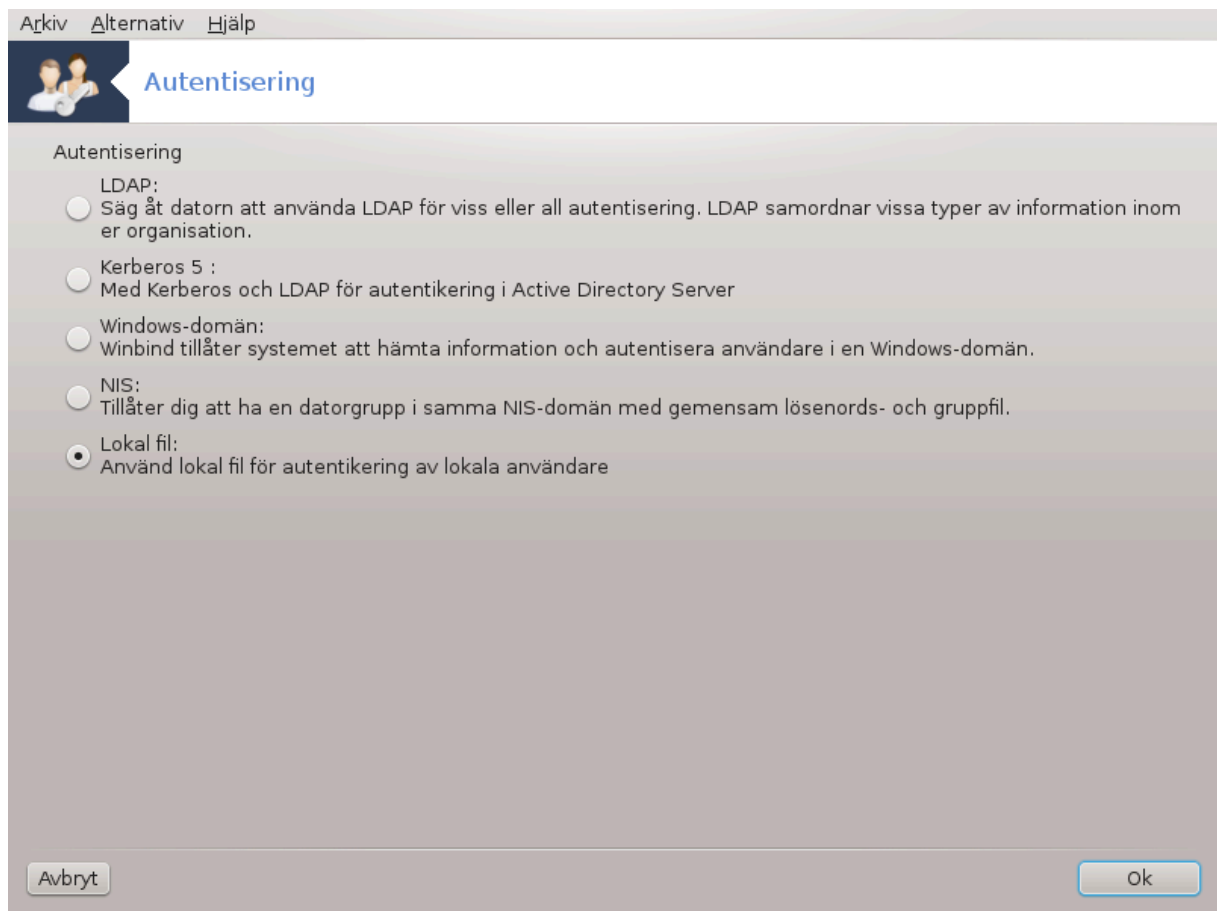 Arkiv Alternativ Hjälp
Autentisering
Autentisering
LDAP:
Säg åt datorn att använda LDAP för viss eller all autentisering. LDAP samordnar vissa typer av information inom
er organisation.
Kerberos 5 :
Med Kerberos och LDAP för autentikering i Active Directory Server
Windows-domän:
Winbind tillåter systemet att hämta information och autentisera användare i en Windows-domän.
NIS:
Tillåter dig att ha en datorgrupp i samma NIS-domän med gemensam lösenords- och gruppfil.
Lokal fil:
Använd lokal fil för autentikering av lokala användare
Avbryt Ok